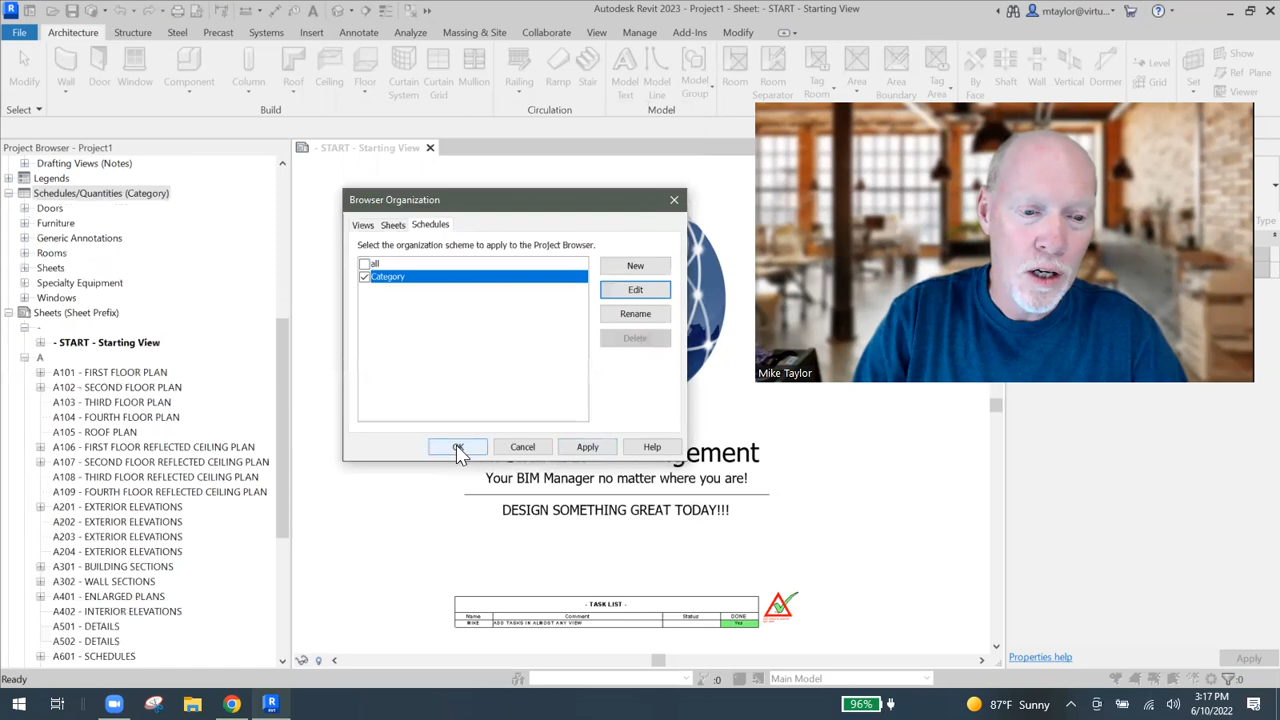 Autodesk Revit 2023 - Project1 - Sheet: - START - Starting View
mtaylor@virtu...
File Architecture Structure Steel Precast Systems Insert Annotate Analyze Massing & Site Collaborate View Manage Add-Ins Modify
Modify Wall Door Window Component Column Roof Ceiling Floor Curtain System Curtain Grid Mullion Railing Ramp Stair Model Text Model Line Model Group Room Room Separator Tag Room Area Area Boundary Tag Area By Face Shaft Wall Vertical Dormer Level Grid Set Show Ref Plane Viewer
Select Build Circulation Model
Project Browser - Project1
- START - Starting View
Drafting Views (Notes)
Legends
Schedules/Quantities (Category)
Doors
Furniture
Generic Annotations
Rooms
Sheets
Specialty Equipment
Windows
Sheets (Sheet Prefix)
-
- START - Starting View
A
A101 - FIRST FLOOR PLAN
A102 - SECOND FLOOR PLAN
A103 - THIRD FLOOR PLAN
A104 - FOURTH FLOOR PLAN
A105 - ROOF PLAN
A106 - FIRST FLOOR REFLECTED CEILING PLAN
A107 - SECOND FLOOR REFLECTED CEILING PLAN
A108 - THIRD FLOOR REFLECTED CEILING PLAN
A109 - FOURTH FLOOR REFLECTED CEILING PLAN
A201 - EXTERIOR ELEVATIONS
A202 - EXTERIOR ELEVATIONS
A203 - EXTERIOR ELEVATIONS
A204 - EXTERIOR ELEVATIONS
A301 - BUILDING SECTIONS
A302 - WALL SECTIONS
A401 - ENLARGED PLANS
A402 - INTERIOR ELEVATIONS
A501 - DETAILS
A502 - DETAILS
A601 - SCHEDULES
Browser Organization
Views Sheets Schedules
Select the organization scheme to apply to the Project Browser.
all
Category
New
Edit
Rename
Delete
OK Cancel Apply Help
Your BIM Manager no matter where you are!
DESIGN SOMETHING GREAT TODAY!!!
- TASK LIST -
Name Comment Status DONE
MIKE ADD TASKS IN ALMOST ANY VIEW Yes
Mike Taylor
Type
Properties help
Apply
Ready
:0
Main Model
:0
96%
87°F Sunny
3:17 PM
6/10/2022